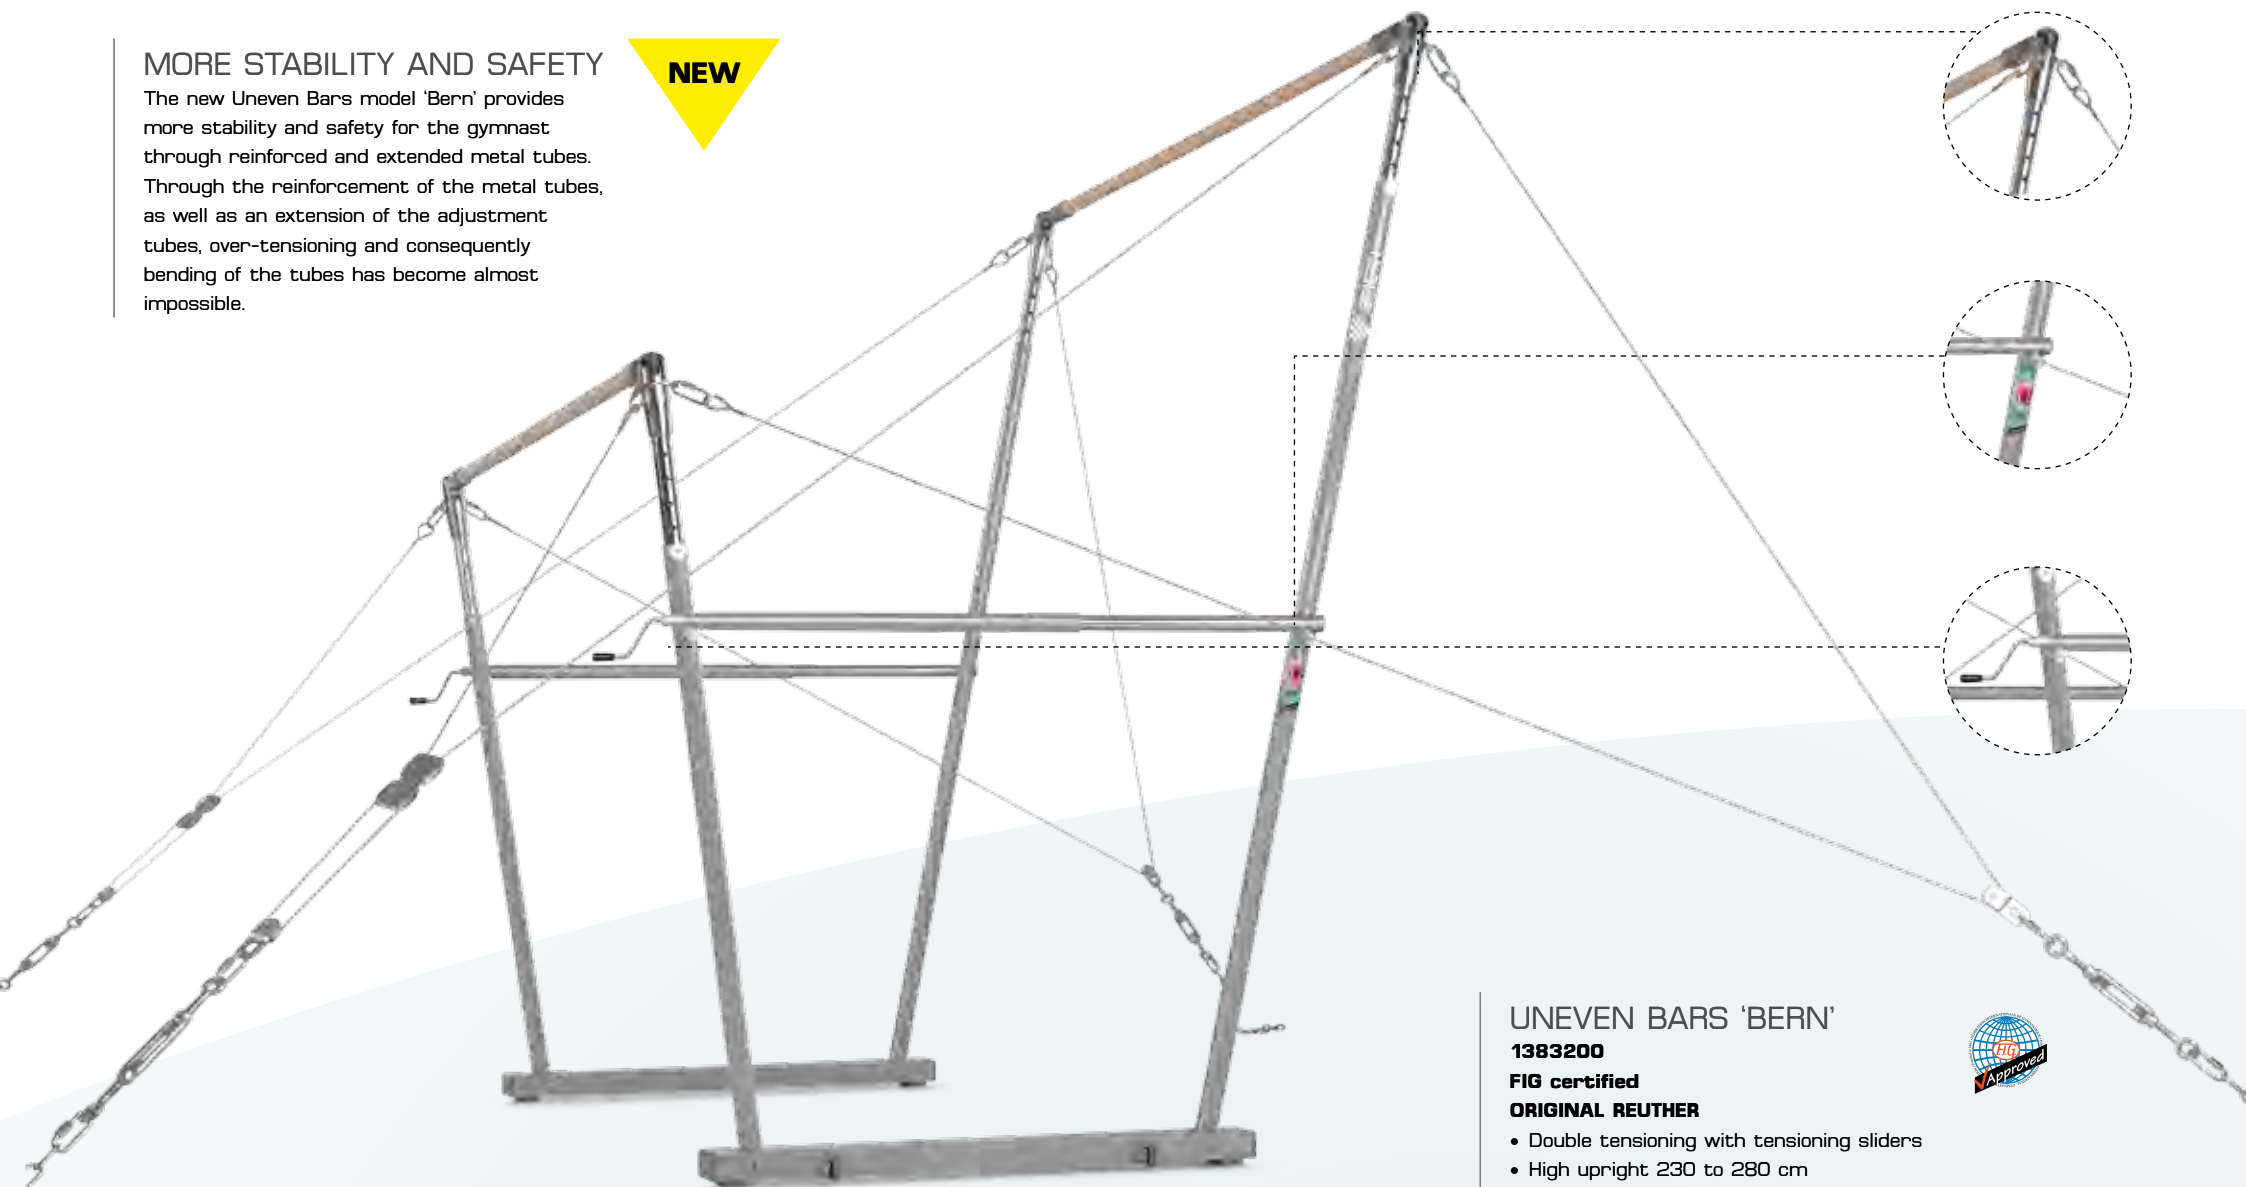 MORE STABILITY AND SAFETY
The new Uneven Bars model ‘Bern’ provides
more stability and safety for the gymnast
through reinforced and extended metal tubes.
Through the reinforcement of the metal tubes,
as well as an extension of the adjustment
tubes, over-tensioning and consequently
bending of the tubes has become almost
impossible.
NEW
UNEVEN BARS ‘BERN’
1383200
FIG certified
ORIGINAL REUTHER
• Double tensioning with tensioning sliders
• High upright 230 to 280 cm
FIG
Approved